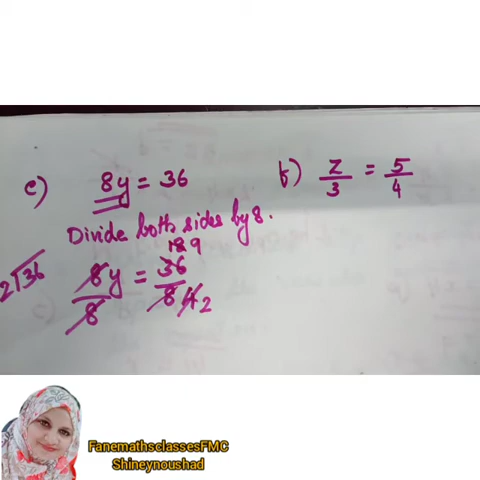 e) 8y = 36
Divide both sides by 8.
18 9
2 36
8y/8 = 36/8 4 2
f) z/3 = 5/4
FanemathsclassesFMC
Shineynoushad